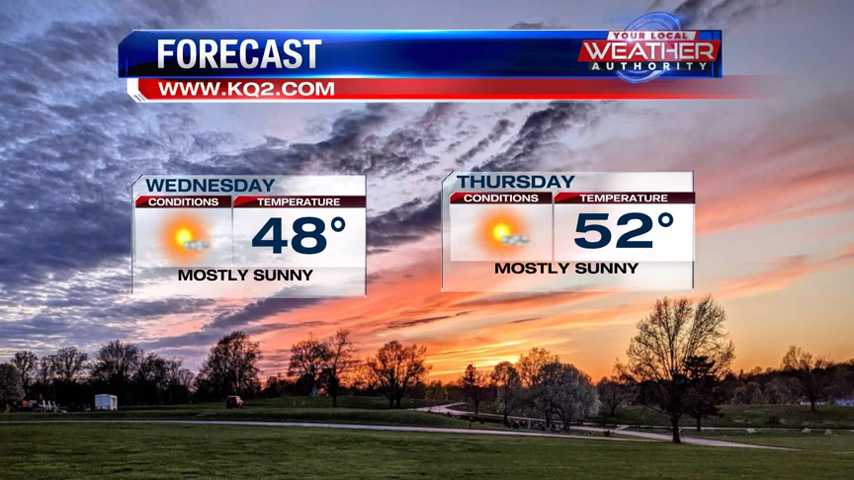 FORECAST
YOUR LOCAL
WEATHER
AUTHORITY
WWW.KQ2.COM
WEDNESDAY
CONDITIONS
TEMPERATURE
48°
MOSTLY SUNNY
THURSDAY
CONDITIONS
TEMPERATURE
52°
MOSTLY SUNNY